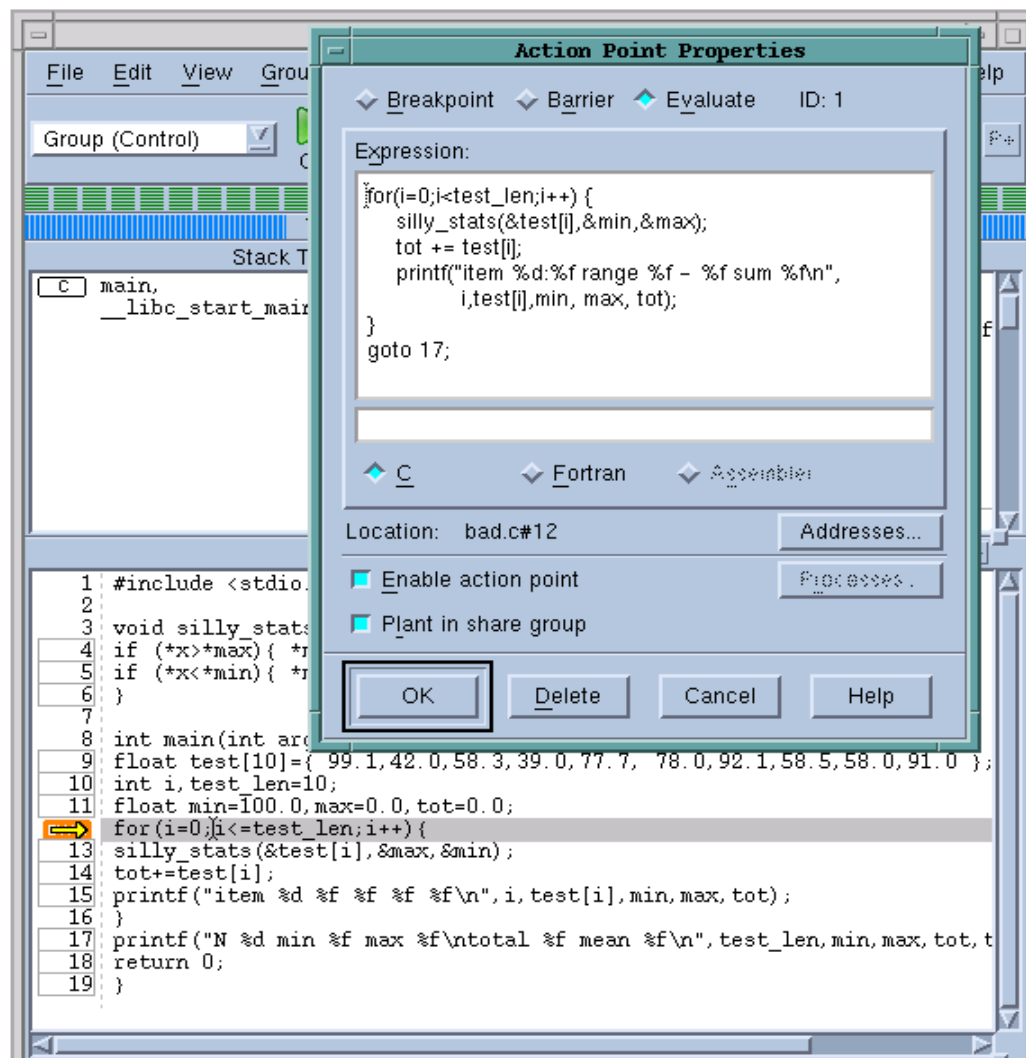 Action Point Properties
File Edit View Grou elp
Breakpoint Barrier Evaluate ID: 1
Group (Control)
P+
Expression:
for(i=0;i<test_len;i++) {
silly_stats(&test[i],&min,&max);
tot += test[i];
printf("item %d:%f range %f - %f sum %f\n",
i,test[i],min, max, tot);
}
goto 17;
Stack T
C main,
__libc_start_main
f
C Fortran Assembler
Location: bad.c#12 Addresses...
Enable action point Processes...
Plant in share group
OK Delete Cancel Help
1 #include <stdio.
2
3 void silly_stats
4 if (*x>*max){ *m
5 if (*x<*min){ *m
6 }
7
8 int main(int arg
9 float test[10]={ 99.1,42.0,58.3,39.0,77.7, 78.0,92.1,58.5,58.0,91.0 };
10 int i,test_len=10;
11 float min=100.0,max=0.0,tot=0.0;
for(i=0;i<=test_len;i++){
13 silly_stats(&test[i],&max,&min);
14 tot+=test[i];
15 printf("item %d %f %f %f %f\n",i,test[i],min,max,tot);
16 }
17 printf("N %d min %f max %f\ntotal %f mean %f\n",test_len,min,max,tot,t
18 return 0;
19 }